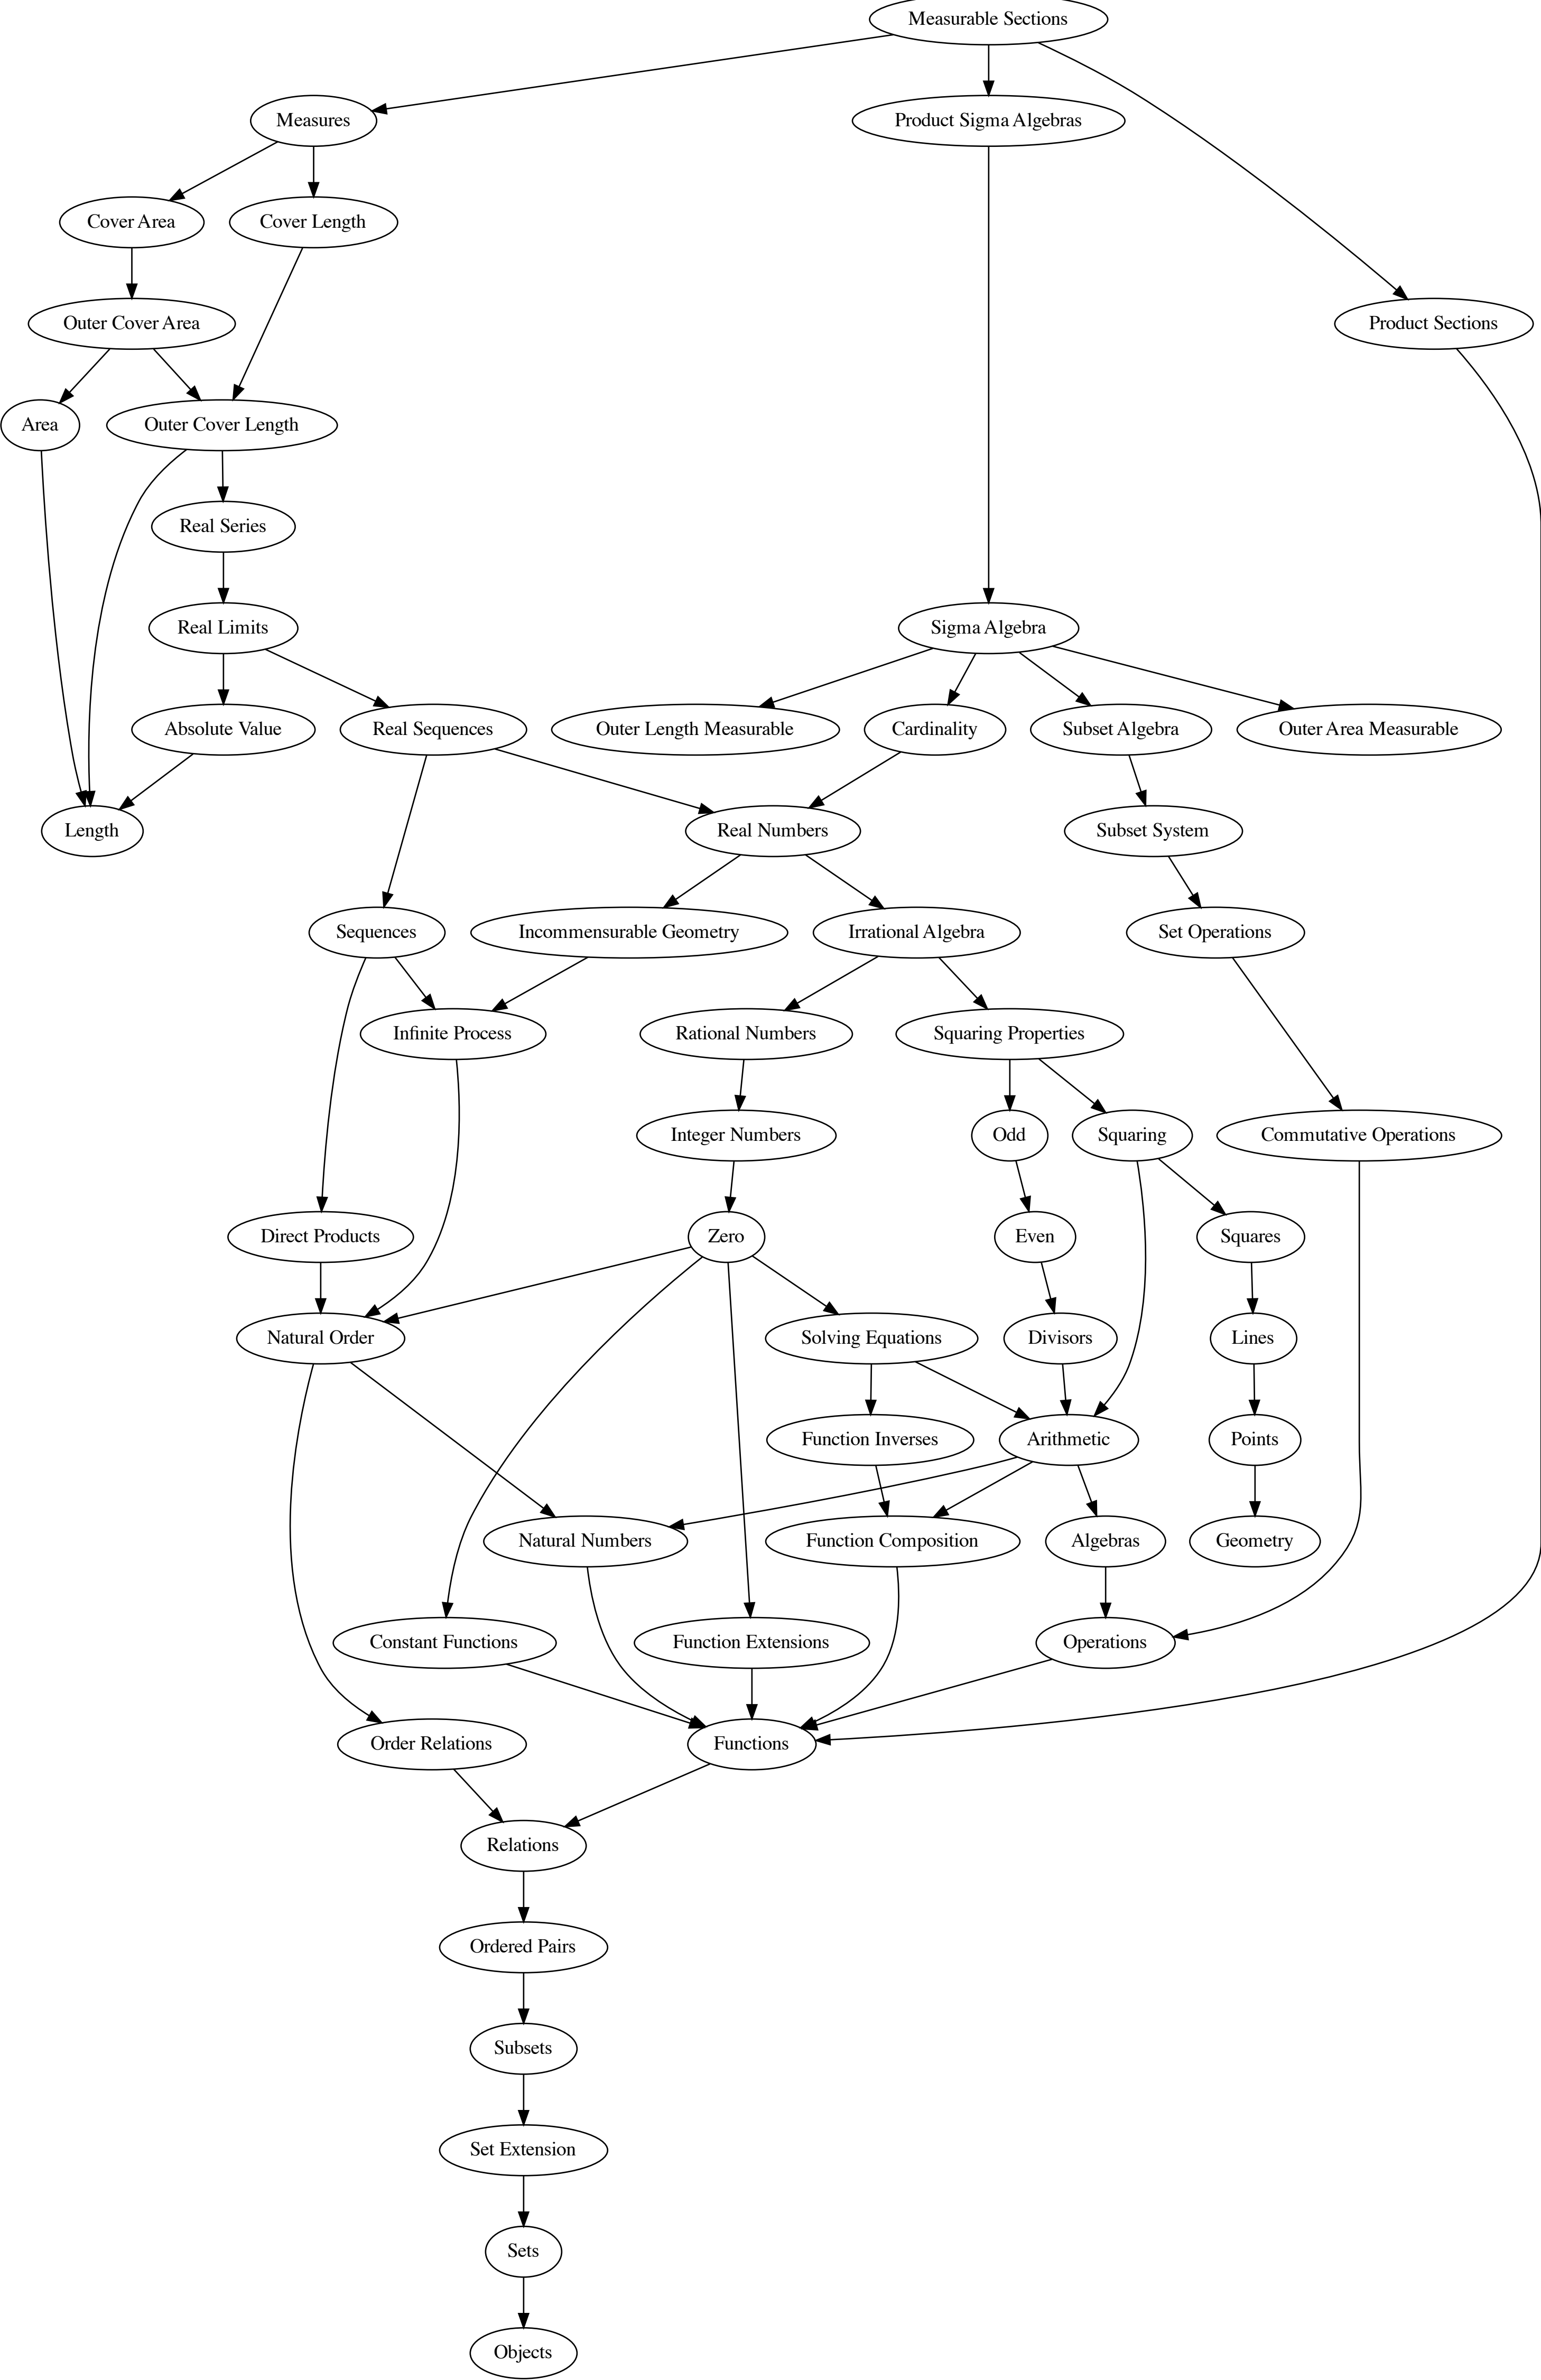 Measurable Sections
Measures
Product Sigma Algebras
Cover Area
Cover Length
Outer Cover Area
Product Sections
Area
Outer Cover Length
Real Series
Real Limits
Sigma Algebra
Absolute Value
Real Sequences
Outer Length Measurable
Cardinality
Subset Algebra
Outer Area Measurable
Length
Real Numbers
Subset System
Sequences
Incommensurable Geometry
Irrational Algebra
Set Operations
Infinite Process
Rational Numbers
Squaring Properties
Integer Numbers
Odd
Squaring
Commutative Operations
Direct Products
Zero
Even
Squares
Natural Order
Solving Equations
Divisors
Lines
Function Inverses
Arithmetic
Points
Natural Numbers
Function Composition
Algebras
Geometry
Constant Functions
Function Extensions
Operations
Order Relations
Functions
Relations
Ordered Pairs
Subsets
Set Extension
Sets
Objects